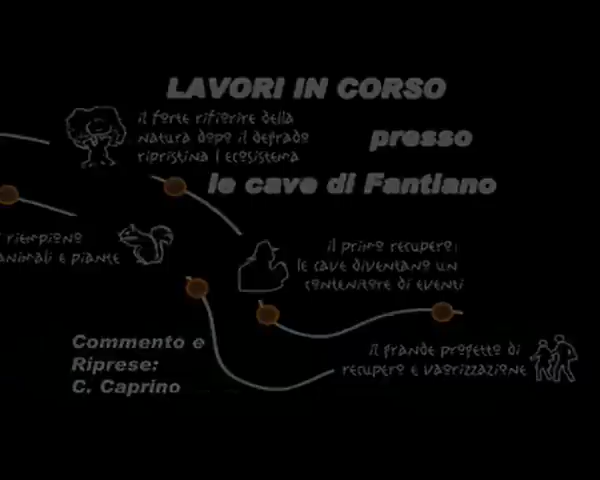 LAVORI IN CORSO
il forte rifiorire della
natura dopo il degrado
ripristina l ecosistema
presso
le cave di Fantiano
riempiono
animali e piante
il primo recupero:
le cave diventano un
contenitore di eventi
Commento e
Riprese:
C. Caprino
il grande progetto di
recupero e valorizzazione